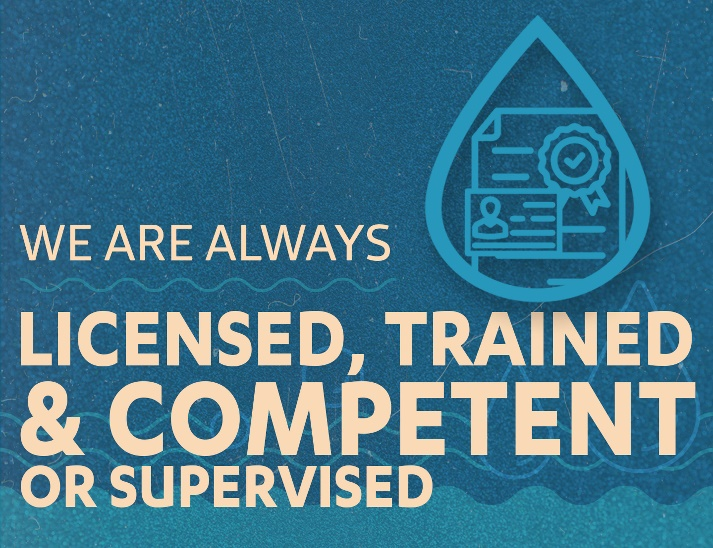 WE ARE ALWAYS
LICENSED, TRAINED
& COMPETENT
OR SUPERVISED